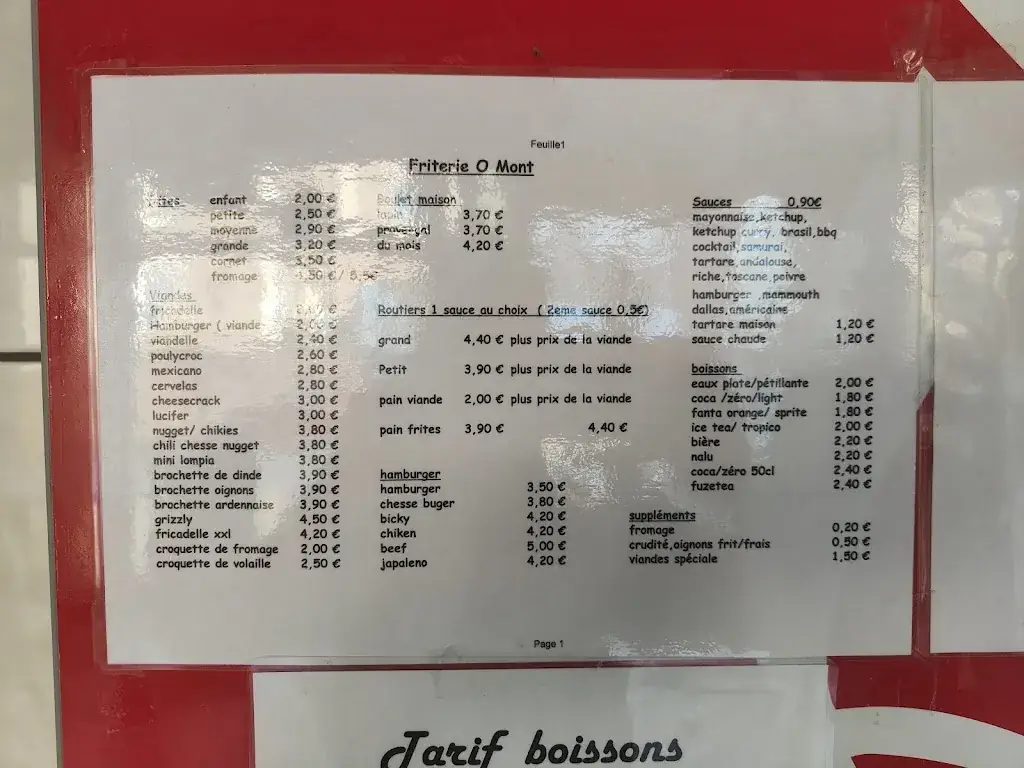 Feuille1
Friterie O Mont
enfant 2,00 €
petite 2,50 €
moyenne 2,90 €
grande 3,20 €
cornet 3,50 €
fromage
Viandes
fricadelle
Hamburger ( viande 2,00 €
viandelle 2,40 €
poulycroc 2,60 €
mexicano 2,80 €
cervelas 2,80 €
cheesecrack 3,00 €
lucifer 3,00 €
nugget/ chikies 3,80 €
chili chesse nugget 3,80 €
mini lompia 3,80 €
brochette de dinde 3,90 €
brochette oignons 3,90 €
brochette ardennaise 3,90 €
grizzly 4,50 €
fricadelle xxl 4,20 €
croquette de fromage 2,00 €
croquette de volaille 2,50 €
Boulet maison
lapin 3,70 €
provençal 3,70 €
du mois 4,20 €
Routiers 1 sauce au choix ( 2eme sauce 0,5€)
grand 4,40 € plus prix de la viande
Petit 3,90 € plus prix de la viande
pain viande 2,00 € plus prix de la viande
pain frites 3,90 € 4,40 €
hamburger
hamburger 3,50 €
chesse buger 3,80 €
bicky 4,20 €
chiken 4,20 €
beef 5,00 €
japaleno 4,20 €
Sauces 0,90€
mayonnaise,ketchup,
ketchup curry, brasil,bbq
cocktail,samurai,
tartare,andalouse,
riche,toscane,poivre
hamburger ,mammouth
dallas,américaine
tartare maison 1,20 €
sauce chaude 1,20 €
boissons
eaux plate/pétillante 2,00 €
coca /zéro/light 1,80 €
fanta orange/ sprite 1,80 €
ice tea/ tropico 2,00 €
bière 2,20 €
nalu 2,20 €
coca/zéro 50cl 2,40 €
fuzetea 2,40 €
suppléments
fromage 0,20 €
crudité,oignons frit/frais 0,50 €
viandes spéciale 1,50 €
Page 1
Tarif boissons